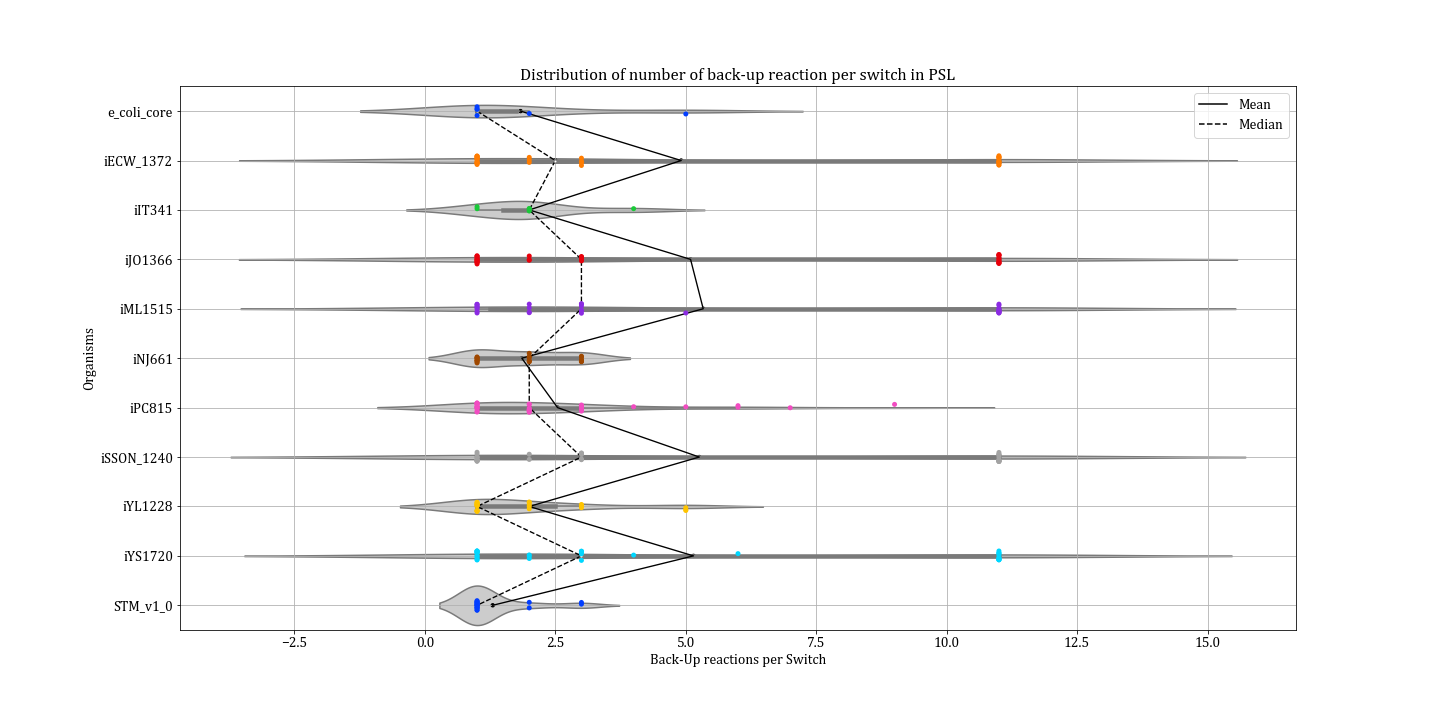 Distribution of number of back-up reaction per switch in PSL
Mean
Median
Organisms
e_coli_core
iECW_1372
iIT341
iJO1366
iML1515
iNJ661
iPC815
iSSON_1240
iYL1228
iYS1720
STM_v1_0
−2.5 0.0 2.5 5.0 7.5 10.0 12.5 15.0
Back-Up reactions per Switch